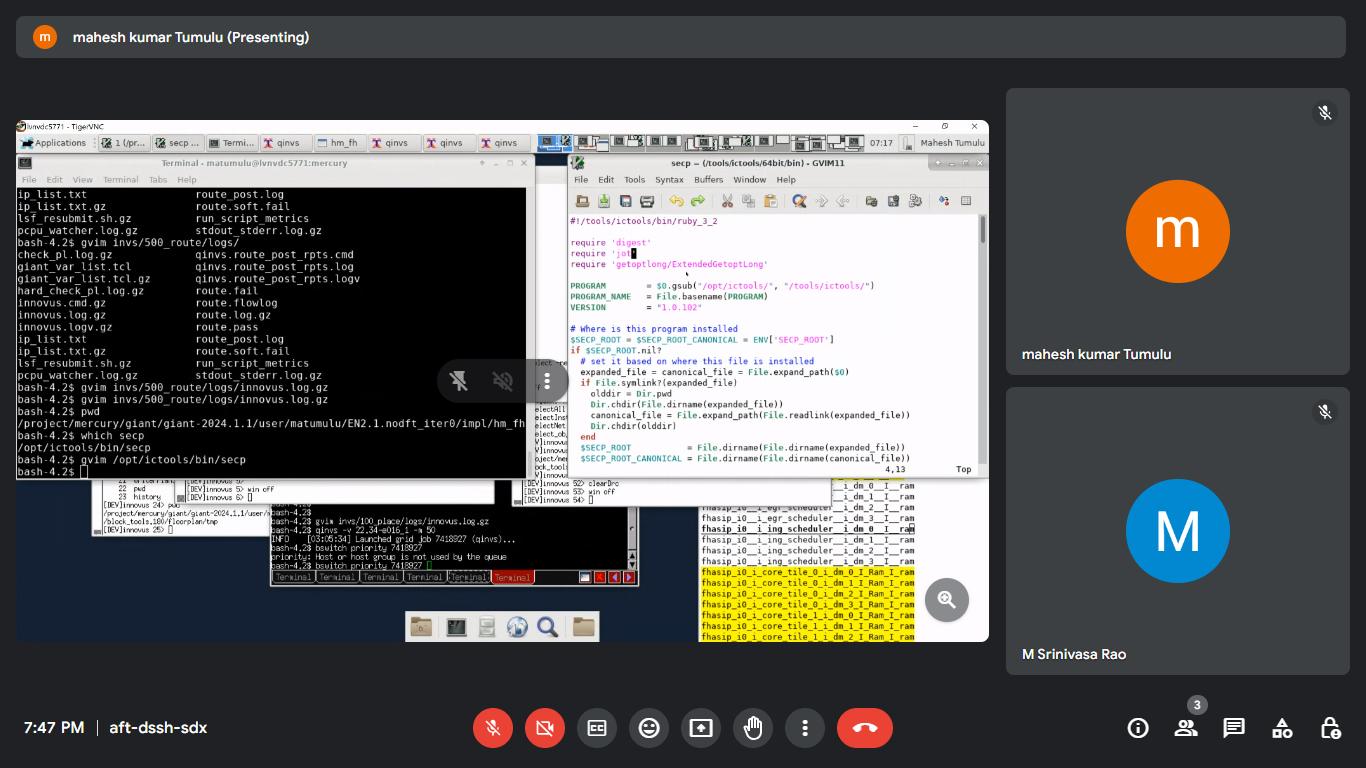 m mahesh kumar Tumulu (Presenting)
lvnvdc5771 - TigerVNC
Applications
1 (/pr...
secp ...
Termi...
qinvs
hm_fh
qinvs
qinvs
qinvs
07:17
Mahesh Tumulu
Terminal - matumulu@lvnvdc5771:mercury
File Edit View Terminal Tabs Help
ip_list.txt route_post.log
ip_list.txt.gz route.soft.fail
lsf_resubmit.sh.gz run_script_metrics
pcpu_watcher.log.gz stdout_stderr.log.gz
bash-4.2$ gvim invs/500_route/logs/
check_pl.log.gz qinvs.route_post_rpts.cmd
giant_var_list.tcl qinvs.route_post_rpts.log
giant_var_list.tcl.gz qinvs.route_post_rpts.logv
hard_check_pl.log.gz route.fail
innovus.cmd.gz route.flowlog
innovus.log.gz route.log.gz
innovus.logv.gz route.pass
ip_list.txt route_post.log
ip_list.txt.gz route.soft.fail
lsf_resubmit.sh.gz run_script_metrics
pcpu_watcher.log.gz stdout_stderr.log.gz
bash-4.2$ gvim invs/500_route/logs/innovus.log.gz
bash-4.2$ gvim invs/500_route/logs/innovus.log.gz
bash-4.2$ pwd
/project/mercury/giant/giant-2024.1.1/user/matumulu/EN2.1.nodft_iter0/impl/hm_fh
bash-4.2$ which secp
/opt/ictools/bin/secp
bash-4.2$ gvim /opt/ictools/bin/secp
bash-4.2$
secp – (/tools/ictools/64bit/bin) - GVIM11
File Edit Tools Syntax Buffers Window Help
#!/tools/ictools/bin/ruby_3_2
require 'digest'
require 'jot'
require 'getoptlong/ExtendedGetoptLong'
PROGRAM = $0.gsub("/opt/ictools/", "/tools/ictools/")
PROGRAM_NAME = File.basename(PROGRAM)
VERSION = "1.0.102"
# Where is this program installed
$SECP_ROOT = $SECP_ROOT_CANONICAL = ENV['SECP_ROOT']
if $SECP_ROOT.nil?
# set it based on where this file is installed
expanded_file = canonical_file = File.expand_path($0)
if File.symlink?(expanded_file)
olddir = Dir.pwd
Dir.chdir(File.dirname(expanded_file))
canonical_file = File.expand_path(File.readlink(expanded_file))
Dir.chdir(olddir)
end
$SECP_ROOT = File.dirname(File.dirname(expanded_file))
$SECP_ROOT_CANONICAL = File.dirname(File.dirname(canonical_file))
4,13 Top
22 pwd
23 history
[DEV]innovus 24> pwd
/project/mercury/giant/giant-2024.1.1/user/
/block_tools.180/floorplan/tmp
[DEV]innovus 25>
[DEV]innovus 5> win off
[DEV]innovus 6>
[DEV]innovus 52> clearDrc
[DEV]innovus 53> win off
[DEV]innovus 54>
bash-4.2$
bash-4.2$ gvim invs/100_place/logs/innovus.log.gz
bash-4.2$ qinvs -v 22.34-e016_1 -m 50
INFO [03:05:34] Launched grid job 7418927 (qinvs)...
bash-4.2$ bswitch priority 7418927
priority: Host or host group is not used by the queue
bash-4.2$ bswitch priority 7418927
Terminal Terminal Terminal Terminal Terminal Terminal
__i_dm_0__I__ram
__i_dm_1__I__ram
fhasip_i0__i_egr_scheduler__i_dm_2__I__ram
fhasip_i0__i_egr_scheduler__i_dm_3__I__ram
fhasip_i0__i_ing_scheduler__i_dm_0__I__ram
fhasip_i0__i_ing_scheduler__i_dm_1__I__ram
fhasip_i0__i_ing_scheduler__i_dm_2__I__ram
fhasip_i0__i_ing_scheduler__i_dm_3__I__ram
fhasip_i0_i_core_tile_0_i_dm_0_I_Ram_I_ram
fhasip_i0_i_core_tile_0_i_dm_1_I_Ram_I_ram
fhasip_i0_i_core_tile_0_i_dm_2_I_Ram_I_ram
fhasip_i0_i_core_tile_0_i_dm_3_I_Ram_I_ram
fhasip_i0_i_core_tile_1_i_dm_0_I_Ram_I_ram
fhasip_i0_i_core_tile_1_i_dm_1_I_Ram_I_ram
fhasip_i0_i_core_tile_1_i_dm_2_I_Ram_I_ram
m
mahesh kumar Tumulu
M
M Srinivasa Rao
7:47 PM | aft-dssh-sdx
3